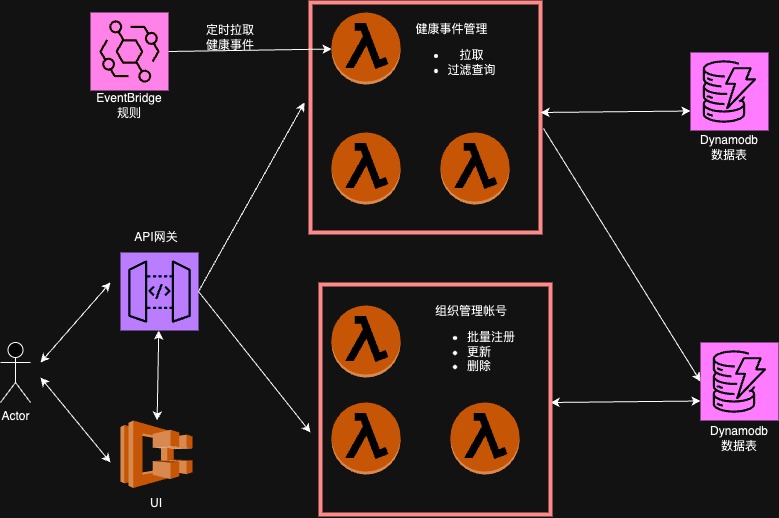 定时拉取
健康事件
健康事件管理
拉取
过滤查询
EventBridge
规则
Dynamodb
数据表
API网关
</>
组织管理帐号
批量注册
更新
删除
Actor
UI
Dynamodb
数据表